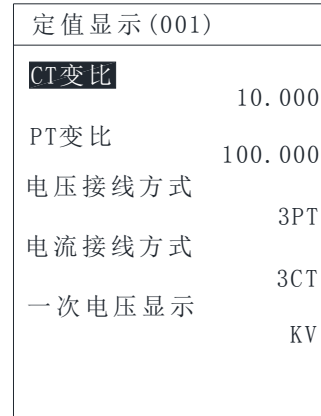 定值显示(001)
CT变比
10.000
PT变比
100.000
电压接线方式
3PT
电流接线方式
3CT
一次电压显示
KV